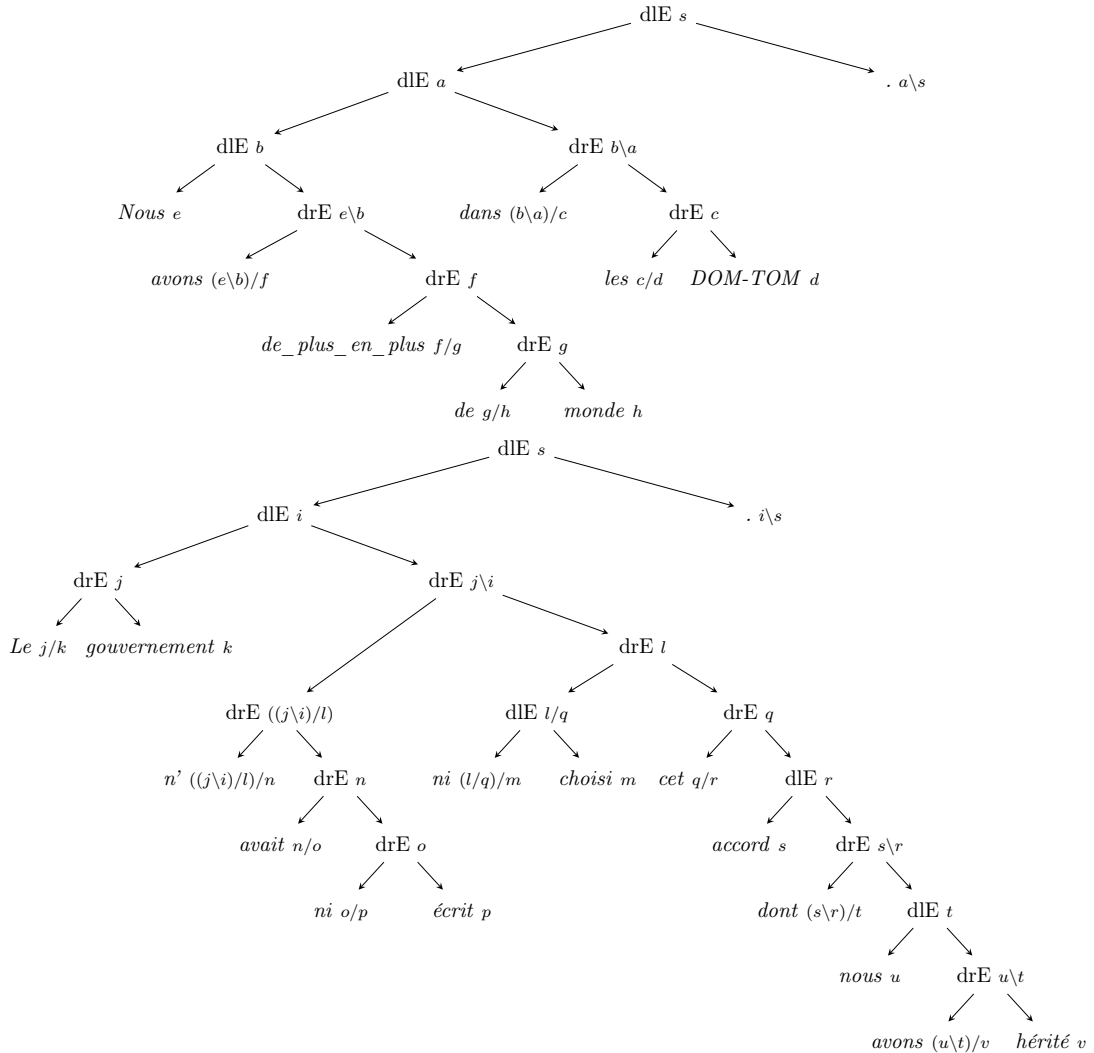 dlE s
dlE a . a\s
dlE b drE b\a
Nous e drE e\b dans (b\a)/c drE c
avons (e\b)/f drE f les c/d DOM-TOM d
de_plus_en_plus f/g drE g
de g/h monde h
dlE s
dlE i . i\s
drE j drE j\i
Le j/k gouvernement k drE l
drE ((j\i)/l) dlE l/q drE q
n' ((j\i)/l)/n drE n ni (l/q)/m choisi m cet q/r dlE r
avait n/o drE o accord s drE s\r
ni o/p écrit p dont (s\r)/t dlE t
nous u drE u\t
avons (u\t)/v hérité v